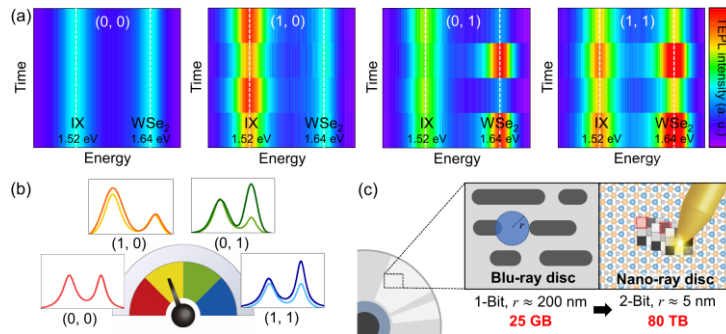 (a)
(0, 0)
(1, 0)
(0, 1)
(1, 1)
Time
Time
Time
Time
IX
WSe2
IX
WSe2
IX
WSe2
IX
WSe2
1.52 eV
1.64 eV
1.52 eV
1.64 eV
1.52 eV
1.64 eV
1.52 eV
1.64 eV
Energy
Energy
Energy
Energy
TEPL intensity (a. u.)
(b)
(1, 0)
(0, 1)
(0, 0)
(1, 1)
(c)
r
Blu-ray disc
Nano-ray disc
1-Bit, r ≈ 200 nm
2-Bit, r ≈ 5 nm
25 GB
80 TB